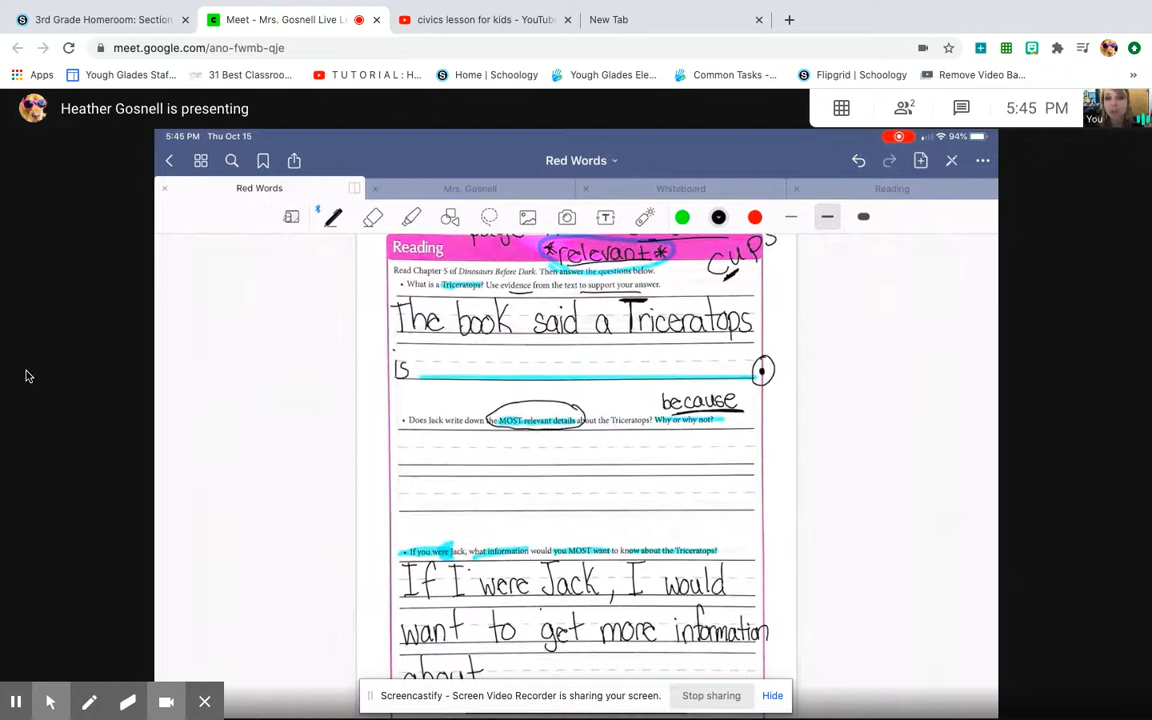 3rd Grade Homeroom: Section
Meet - Mrs. Gosnell Live L
civics lesson for kids - YouTube
New Tab
meet.google.com/ano-fwmb-qje
Apps
Yough Glades Staf...
31 Best Classroo...
T U T O R I A L : H...
Home | Schoology
Yough Glades Ele...
Common Tasks -...
Flipgrid | Schoology
Remove Video Ba...
Heather Gosnell is presenting
2
5:45 PM
You
5:45 PM Thu Oct 15
94%
Red Words
Red Words
Mrs. Gosnell
Whiteboard
Reading
Reading
*relevant*
CUPS
Read Chapter 5 of Dinosaurs Before Dark. Then answer the questions below.
• What is a Triceratops? Use evidence from the text to support your answer.
The book said a Triceratops
is .
because
• Does Jack write down the MOST relevant details about the Triceratops? Why or why not?
• If you were Jack, what information would you MOST want to know about the Triceratops?
If I were Jack, I would
want to get more information
about
Screencastify - Screen Video Recorder is sharing your screen.
Stop sharing
Hide